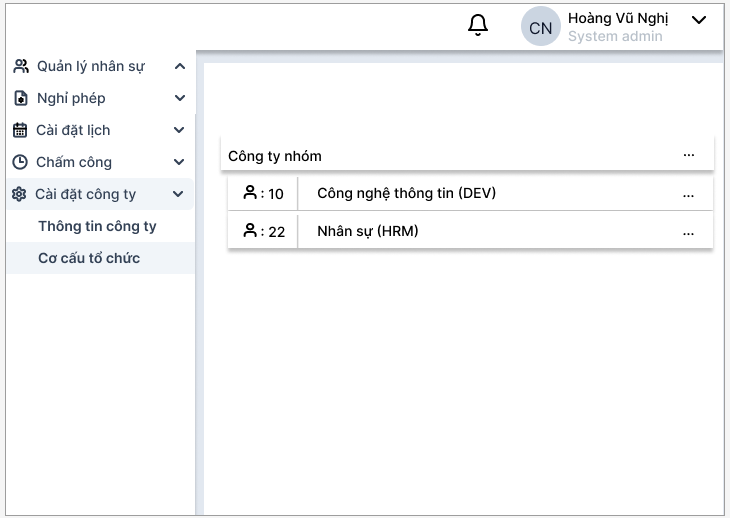 CN
Hoàng Vũ Nghị
System admin
Quản lý nhân sự
Nghỉ phép
Cài đặt lịch
Chấm công
Cài đặt công ty
Thông tin công ty
Cơ cấu tổ chức
Công ty nhóm ...
: 10 Công nghệ thông tin (DEV) ...
: 22 Nhân sự (HRM) ...